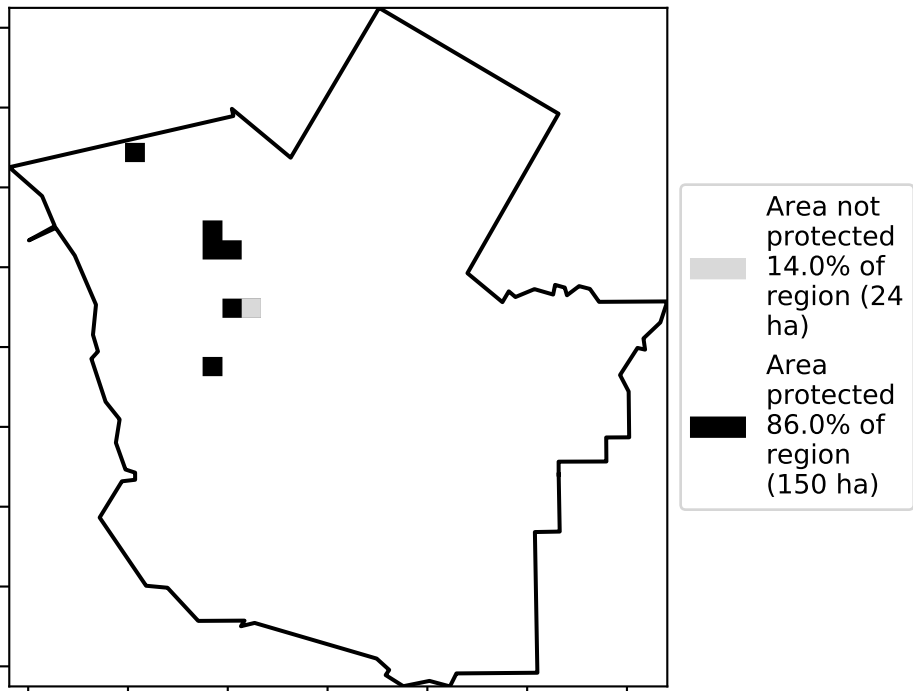 Area not
protected
14.0% of
region (24
ha)
Area
protected
86.0% of
region
(150 ha)